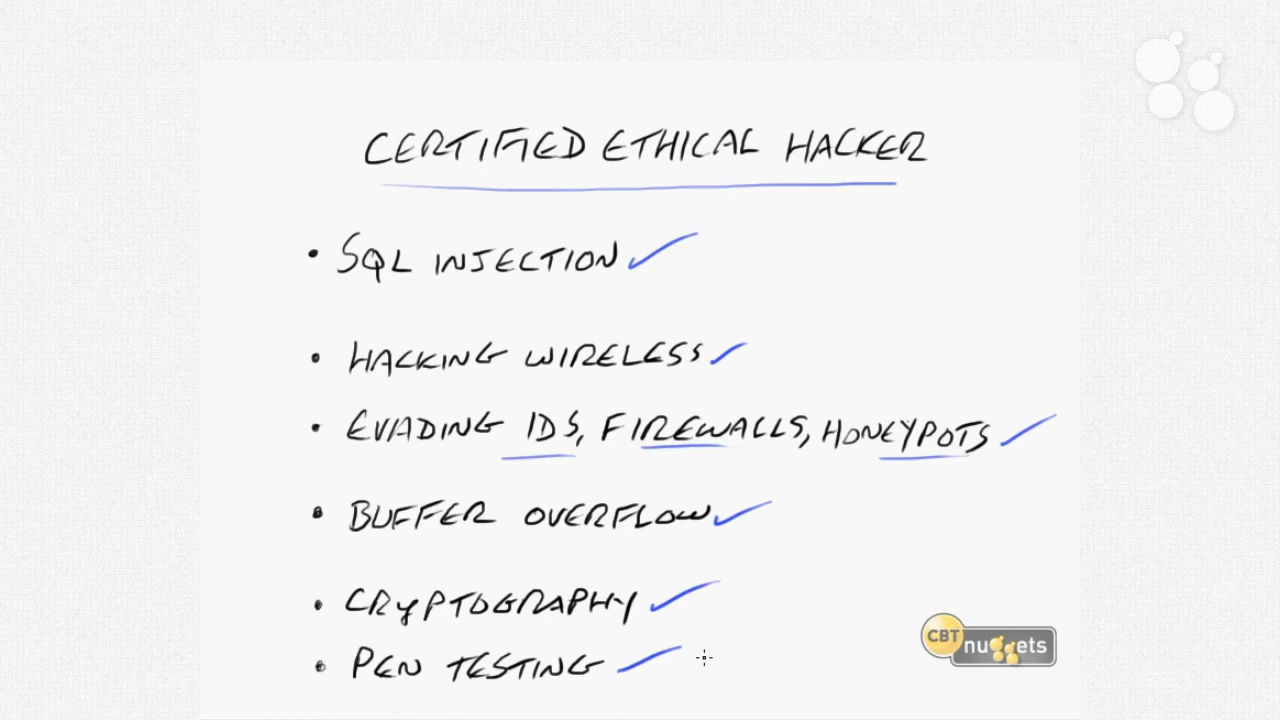 CERTIFIED ETHICAL HACKER
• SQL INJECTION
• HACKING WIRELESS
• EVADING IDS, FIREWALLS, HONEYPOTS
• BUFFER OVERFLOW
• CRYPTOGRAPHY
• PEN TESTING
CBT nuggets